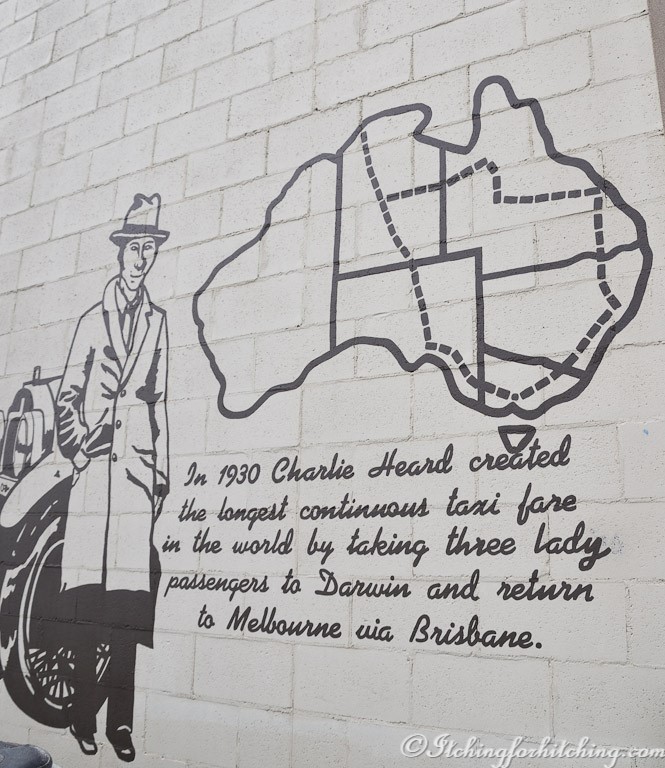 In 1930 Charlie Heard created
the longest continuous taxi fare
in the world by taking three lady
passengers to Darwin and return
to Melbourne via Brisbane.
© Itchingforhitching.com